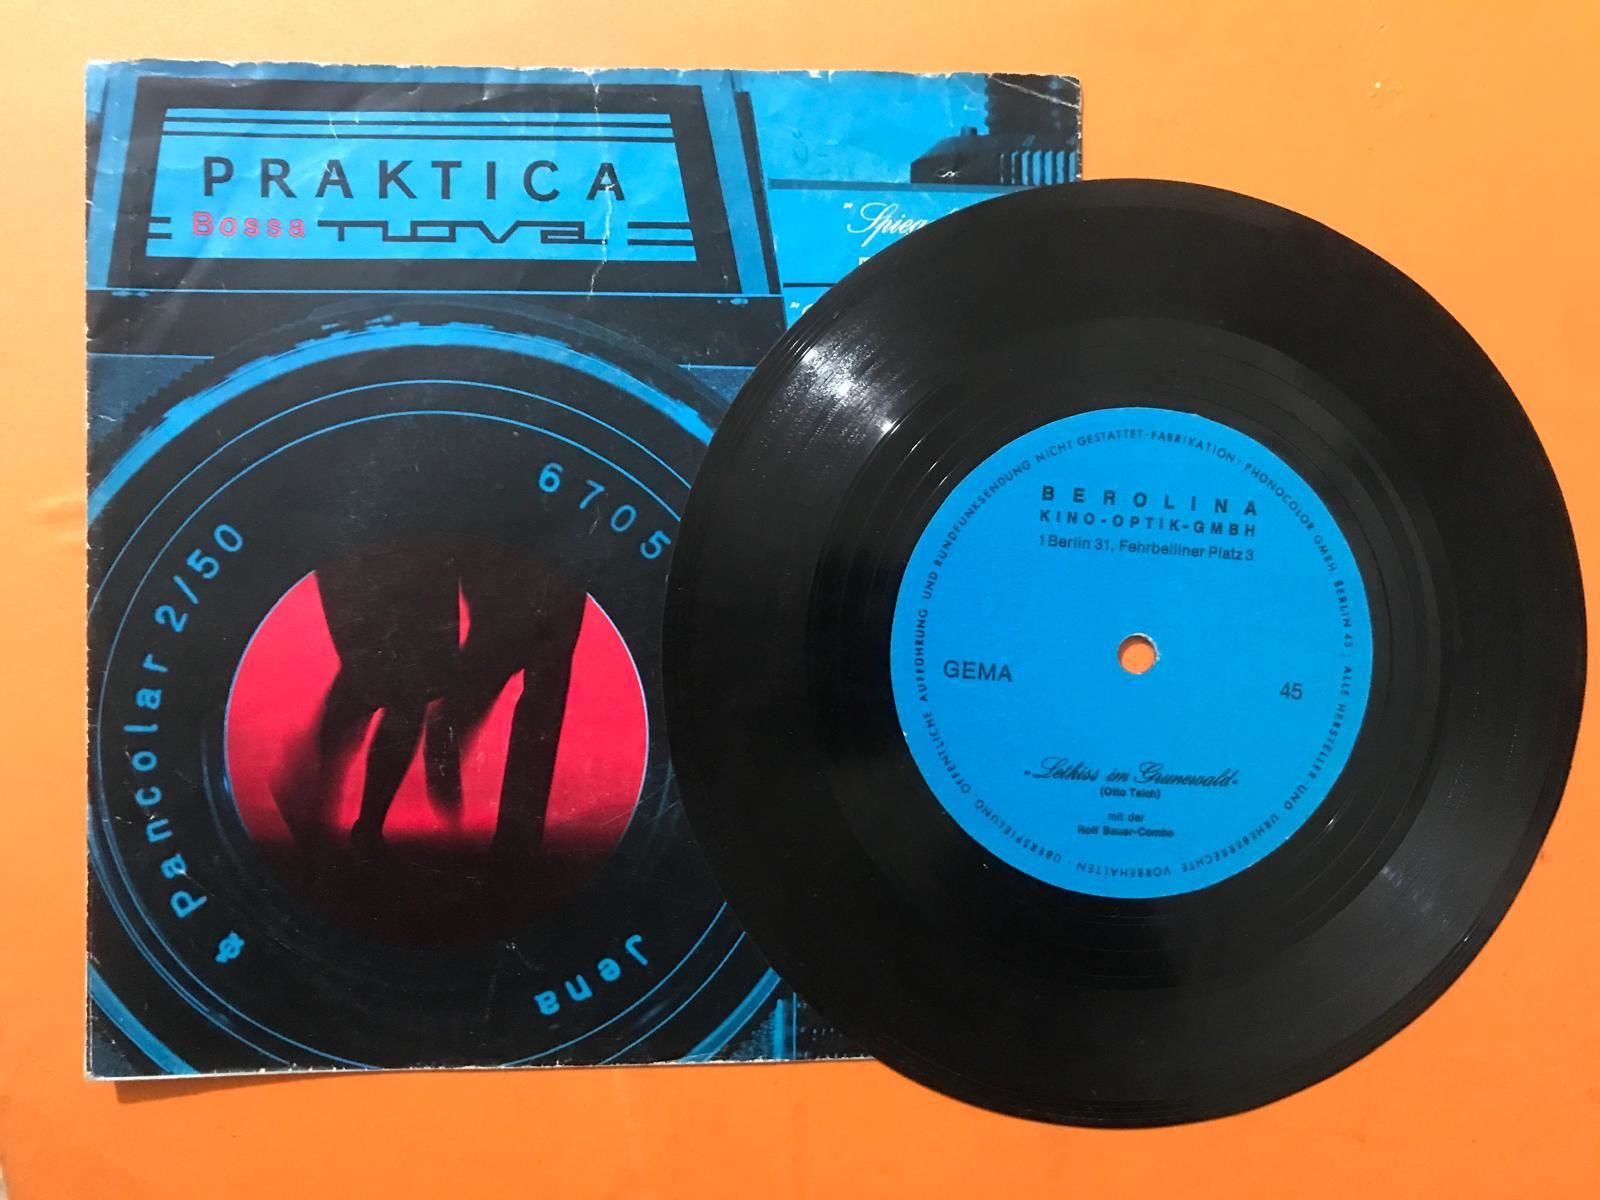 PRAKTICA
Bossa nova
"Spieg
Pancolar 2/50
6705
Jena
BEROLINA
KINO-OPTIK-GMBH
1 Berlin 31, Fehrbelliner Platz 3
GEMA
45
"Letkiss im Grunewald"
(Otto Teich)
mit der
Rolf Bauer-Combo
FABRIKATION · PHONOCOLOR GMBH. BERLIN 45 · ALLE HERSTELLER- UND URHEBERRECHTE VORBEHALTEN · ÜBERSPIELUNG · ÖFFENTLICHE AUFFÜHRUNG UND RUNDFUNKSENDUNG NICHT GESTATTET ·